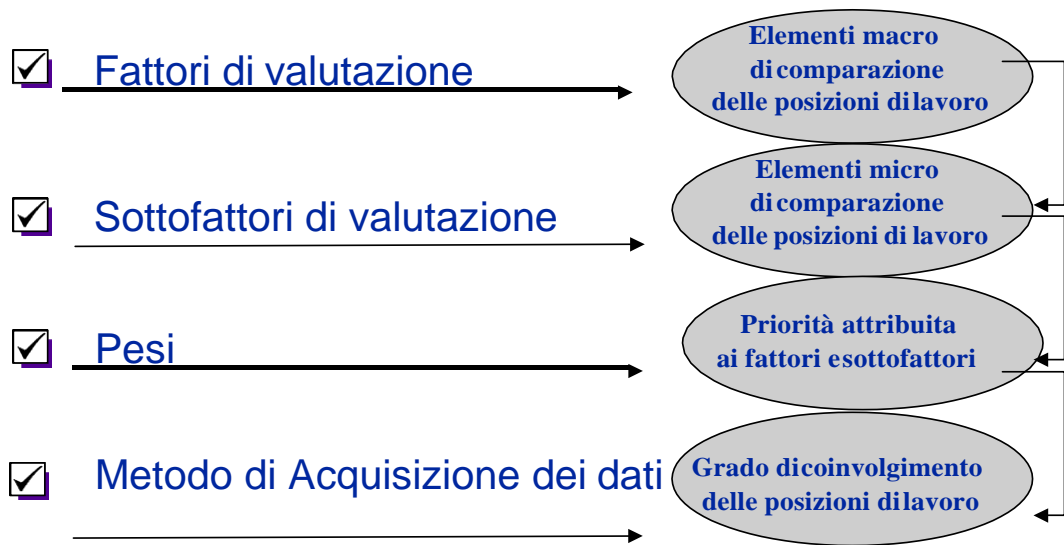 Fattori di valutazione
Elementi macro
di comparazione
delle posizioni di lavoro
Sottofattori di valutazione
Elementi micro
di comparazione
delle posizioni di lavoro
Pesi
Priorità attribuita
ai fattori e sottofattori
Metodo di Acquisizione dei dati
Grado di coinvolgimento
delle posizioni di lavoro